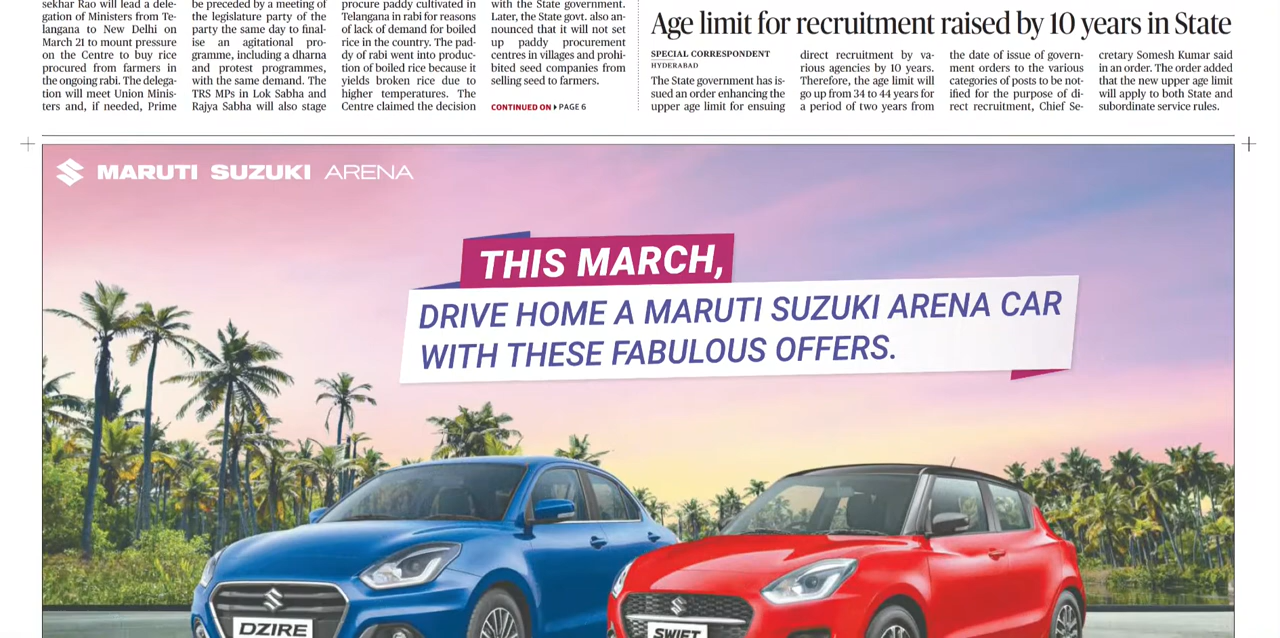 sekhar Rao will lead a dele-
gation of Ministers from Te-
langana to New Delhi on
March 21 to mount pressure
on the Centre to buy rice
procured from farmers in
the ongoing rabi. The delega-
tion will meet Union Minis-
ters and, if needed, Prime
be preceded by a meeting of
the legislature party of the
party the same day to final-
ise an agitational pro-
gramme, including a dharna
and protest programmes,
with the same demand. The
TRS MPs in Lok Sabha and
Rajya Sabha will also stage
procure paddy cultivated in
Telangana in rabi for reasons
of lack of demand for boiled
rice in the country. The pad-
dy of rabi went into produc-
tion of boiled rice because it
yields broken rice due to
higher temperatures. The
Centre claimed the decision
with the State government.
Later, the State govt. also an-
nounced that it will not set
up paddy procurement
centres in villages and prohi-
bited seed companies from
selling seed to farmers.
CONTINUED ON PAGE 6
Age limit for recruitment raised by 10 years in State
SPECIAL CORRESPONDENT
HYDERABAD
The State government has is-
sued an order enhancing the
upper age limit for ensuing
direct recruitment by va-
rious agencies by 10 years.
Therefore, the age limit will
go up from 34 to 44 years for
a period of two years from
the date of issue of govern-
ment orders to the various
categories of posts to be not-
ified for the purpose of di-
rect recruitment, Chief Se-
cretary Somesh Kumar said
in an order. The order added
that the new upper age limit
will apply to both State and
subordinate service rules.
MARUTI SUZUKI ARENA
THIS MARCH,
DRIVE HOME A MARUTI SUZUKI ARENA CAR
WITH THESE FABULOUS OFFERS.
DZIRE
SWIFT